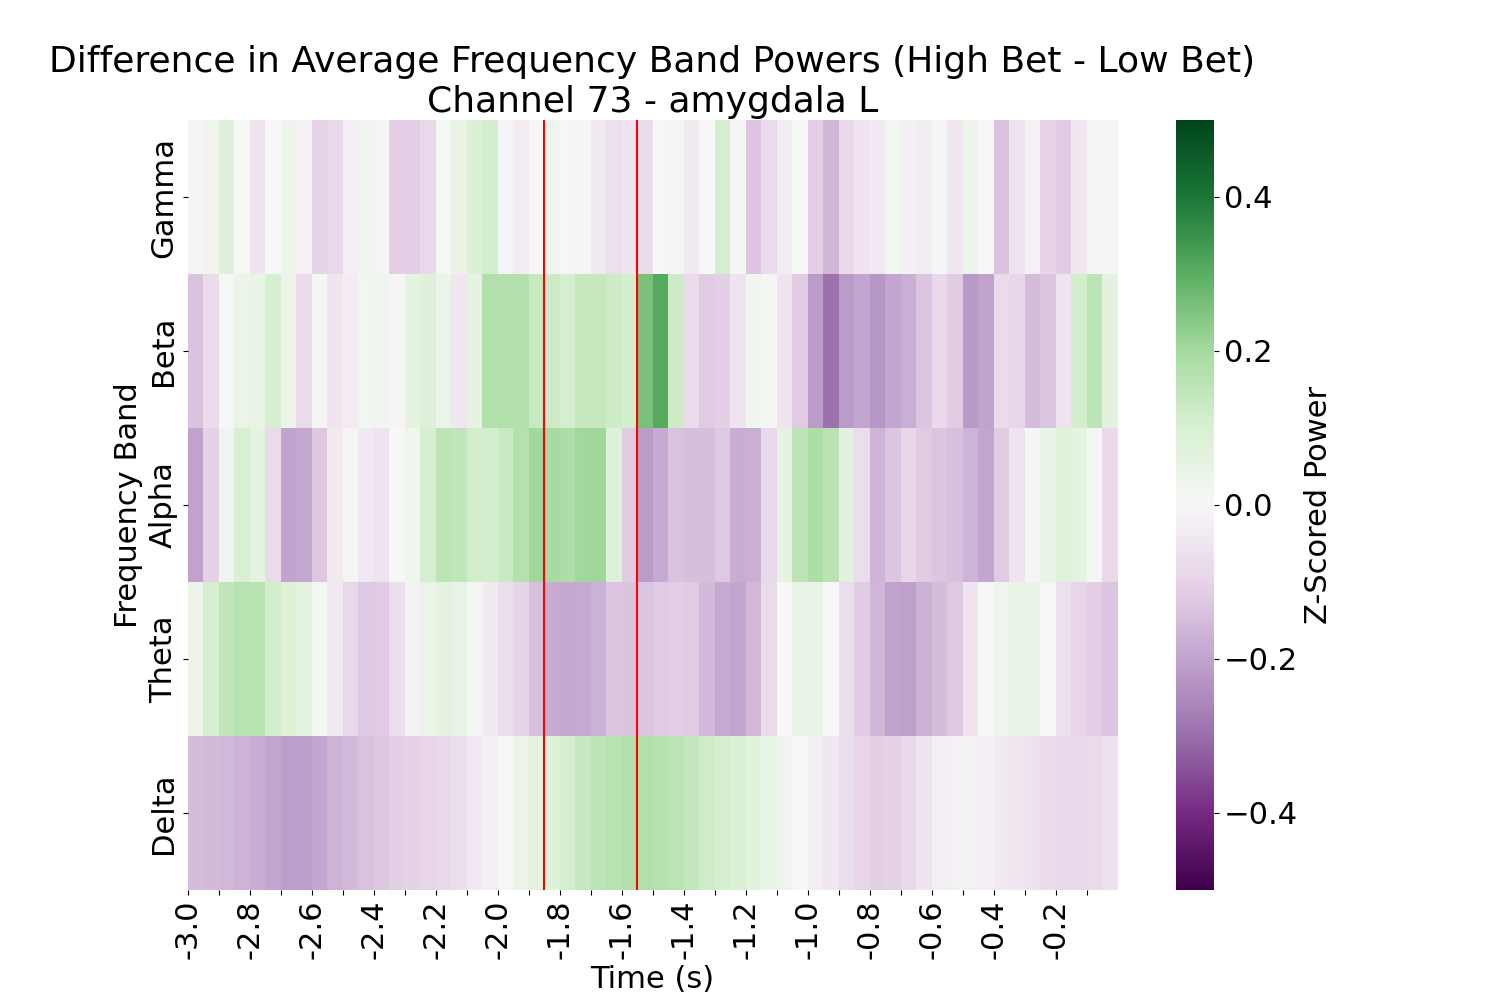 Difference in Average Frequency Band Powers (High Bet - Low Bet)
Channel 73 - amygdala L
Frequency Band
Gamma
Beta
Alpha
Theta
Delta
-3.0
-2.8
-2.6
-2.4
-2.2
-2.0
-1.8
-1.6
-1.4
-1.2
-1.0
-0.8
-0.6
-0.4
-0.2
Time (s)
0.4
0.2
0.0
−0.2
−0.4
Z-Scored Power